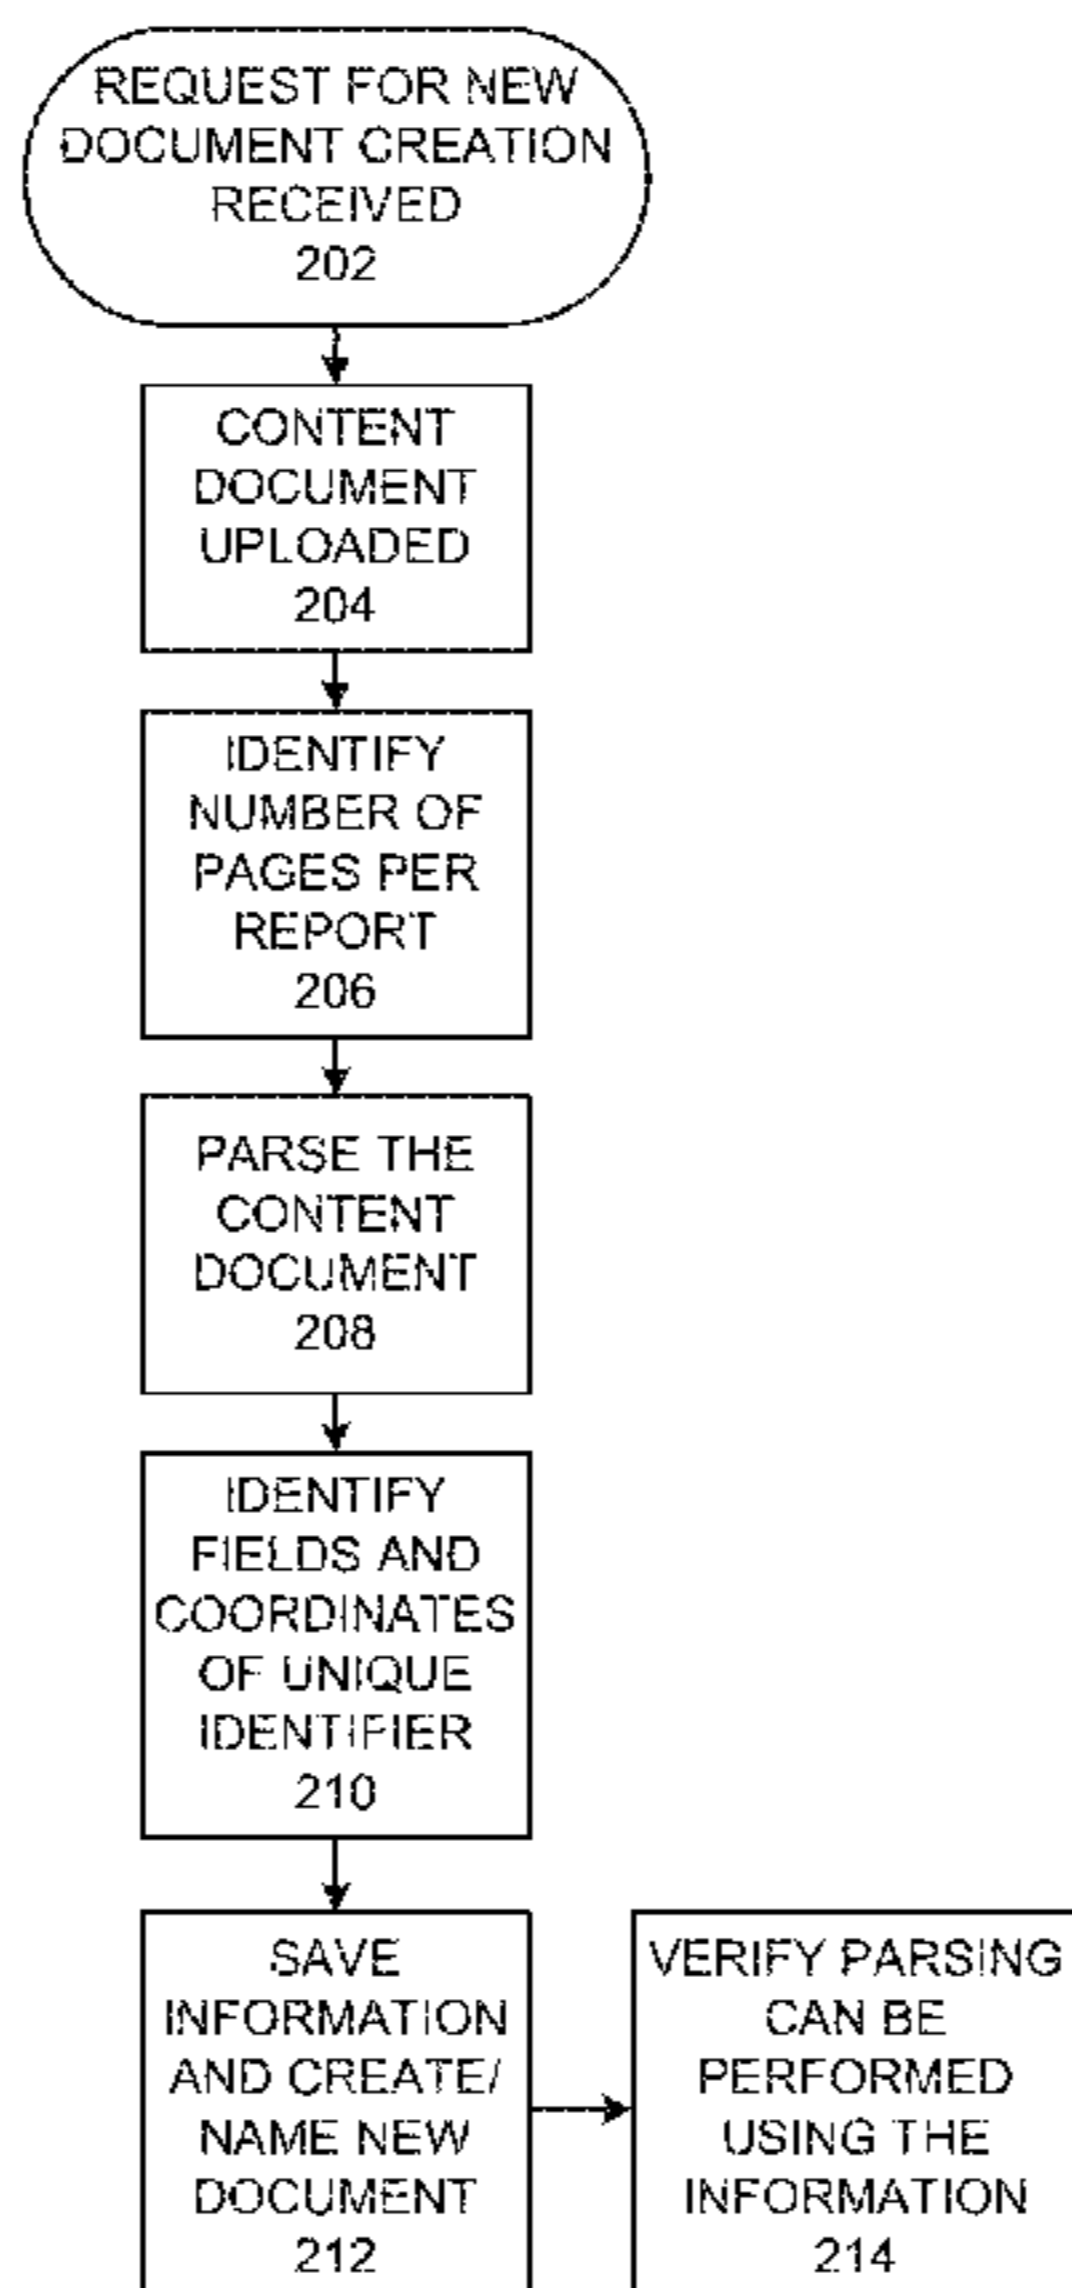 REQUEST FOR NEW
DOCUMENT CREATION
RECEIVED
202
CONTENT
DOCUMENT
UPLOADED
204
IDENTIFY
NUMBER OF
PAGES PER
REPORT
206
PARSE THE
CONTENT
DOCUMENT
208
IDENTIFY
FIELDS AND
COORDINATES
OF UNIQUE
IDENTIFIER
210
SAVE
INFORMATION
AND CREATE/
NAME NEW
DOCUMENT
212
VERIFY PARSING
CAN BE
PERFORMED
USING THE
INFORMATION
214